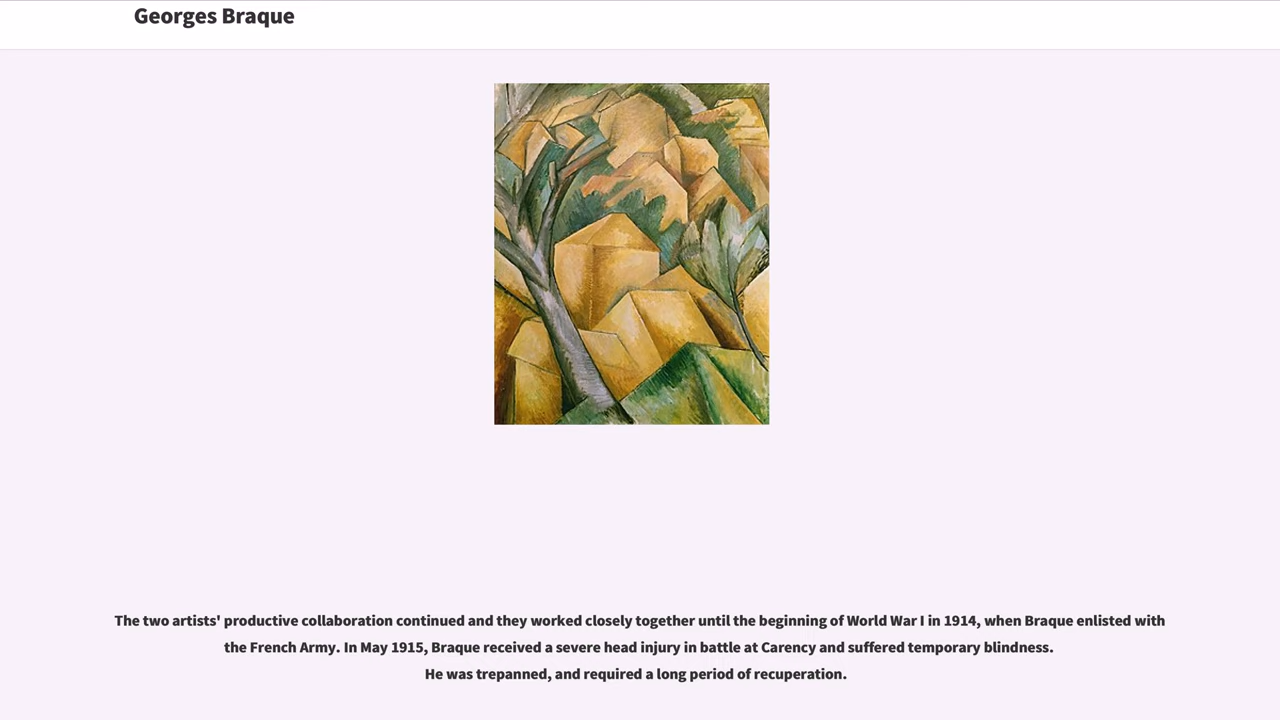 Georges Braque
The two artists' productive collaboration continued and they worked closely together until the beginning of World War I in 1914, when Braque enlisted with
the French Army. In May 1915, Braque received a severe head injury in battle at Carency and suffered temporary blindness.
He was trepanned, and required a long period of recuperation.